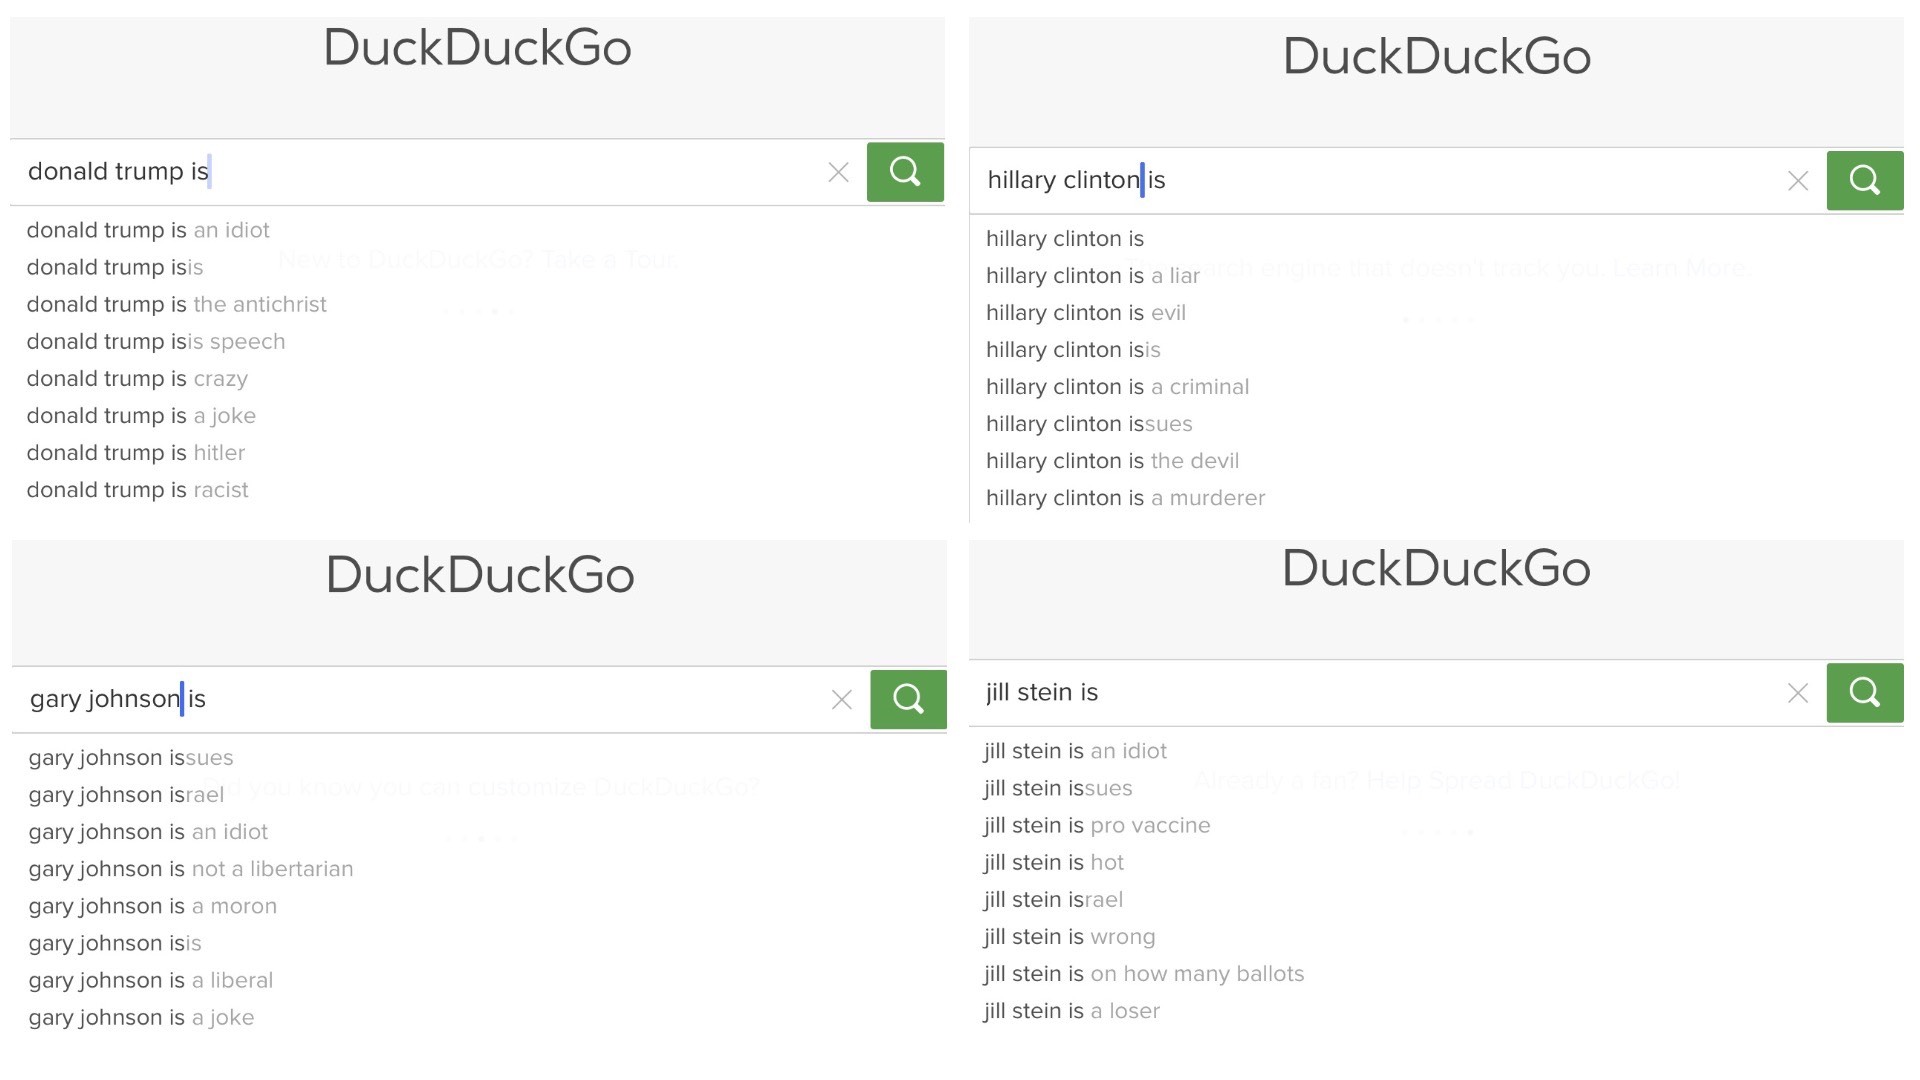 DuckDuckGo
donald trump is
donald trump is an idiot
donald trump isis
New to DuckDuckGo? Take a Tour.
donald trump is the antichrist
donald trump isis speech
donald trump is crazy
donald trump is a joke
donald trump is hitler
donald trump is racist
DuckDuckGo
hillary clinton is
hillary clinton is
hillary clinton is a liar
search engine that doesn't track you. Learn More.
hillary clinton is evil
hillary clinton isis
hillary clinton is a criminal
hillary clinton issues
hillary clinton is the devil
hillary clinton is a murderer
DuckDuckGo
gary johnson is
gary johnson issues
gary johnson israel
Did you know you can customize DuckDuckGo?
gary johnson is an idiot
gary johnson is not a libertarian
gary johnson is a moron
gary johnson isis
gary johnson is a liberal
gary johnson is a joke
DuckDuckGo
jill stein is
jill stein is an idiot
jill stein issues
Already a fan? Help Spread DuckDuckGo!
jill stein is pro vaccine
jill stein is hot
jill stein israel
jill stein is wrong
jill stein is on how many ballots
jill stein is a loser